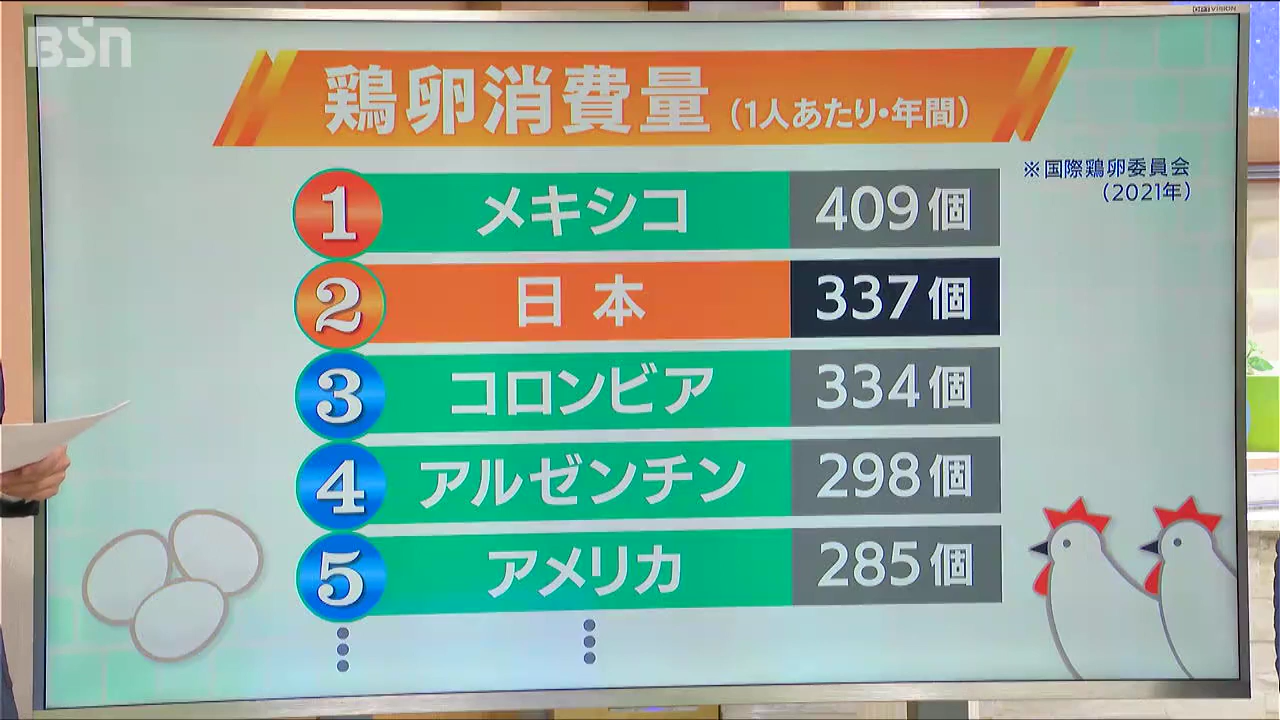 BSN
鶏卵消費量 (1人あたり・年間)
※国際鶏卵委員会
(2021年)
1 メキシコ 409個
2 日本 337個
3 コロンビア 334個
4 アルゼンチン 298個
5 アメリカ 285個